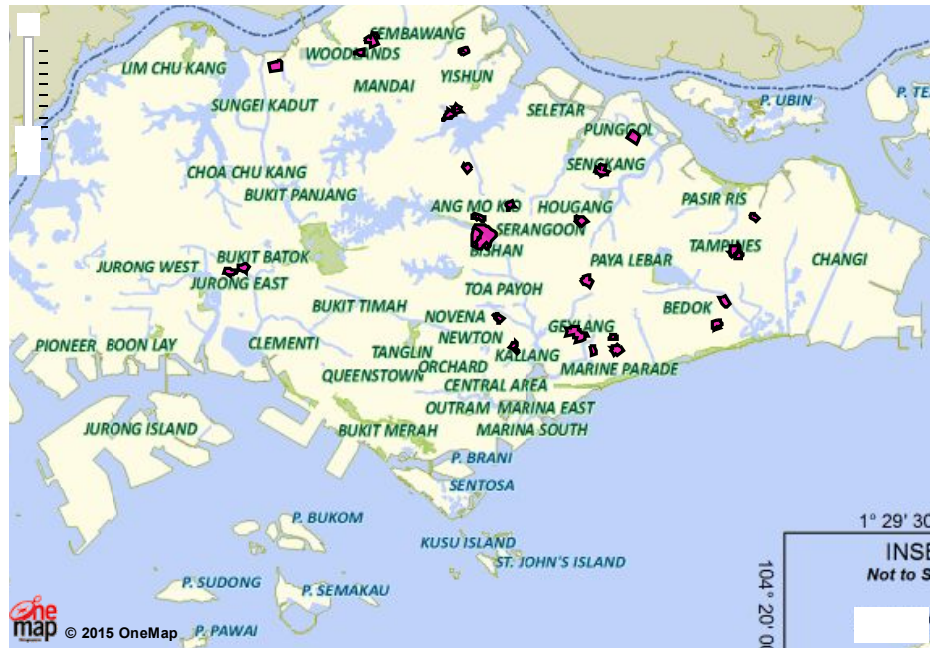 SEMBAWANG
WOODLANDS
LIM CHU KANG
YISHUN
MANDAI
SUNGEI KADUT
SELETAR
P. UBIN
P. TE
PUNGGOL
SENGKANG
CHOA CHU KANG
BUKIT PANJANG
PASIR RIS
ANG MO KIO
HOUGANG
SERANGOON
BISHAN
TAMPINES
BUKIT BATOK
PAYA LEBAR
CHANGI
JURONG WEST
JURONG EAST
TOA PAYOH
BUKIT TIMAH
BEDOK
NOVENA
GEYLANG
NEWTON
PIONEER
BOON LAY
CLEMENTI
TANGLIN
KALLANG
ORCHARD
MARINE PARADE
QUEENSTOWN
CENTRAL AREA
OUTRAM
MARINA EAST
JURONG ISLAND
BUKIT MERAH
MARINA SOUTH
P. BRANI
SENTOSA
P. BUKOM
1° 29' 30
KUSU ISLAND
INSE
ST. JOHN'S ISLAND
Not to S
104° 20' 00
P. SUDONG
P. SEMAKAU
One
map © 2015 OneMap
P. PAWAI